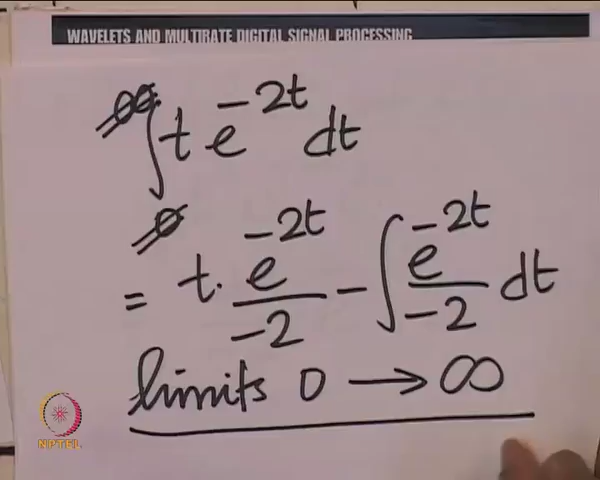 WAVELETS AND MULTIRATE DIGITAL SIGNAL PROCESSING
∫ t e^{-2t} dt
= t· e^{-2t}/-2 - ∫ e^{-2t}/-2 dt
limits 0 → ∞
NPTEL